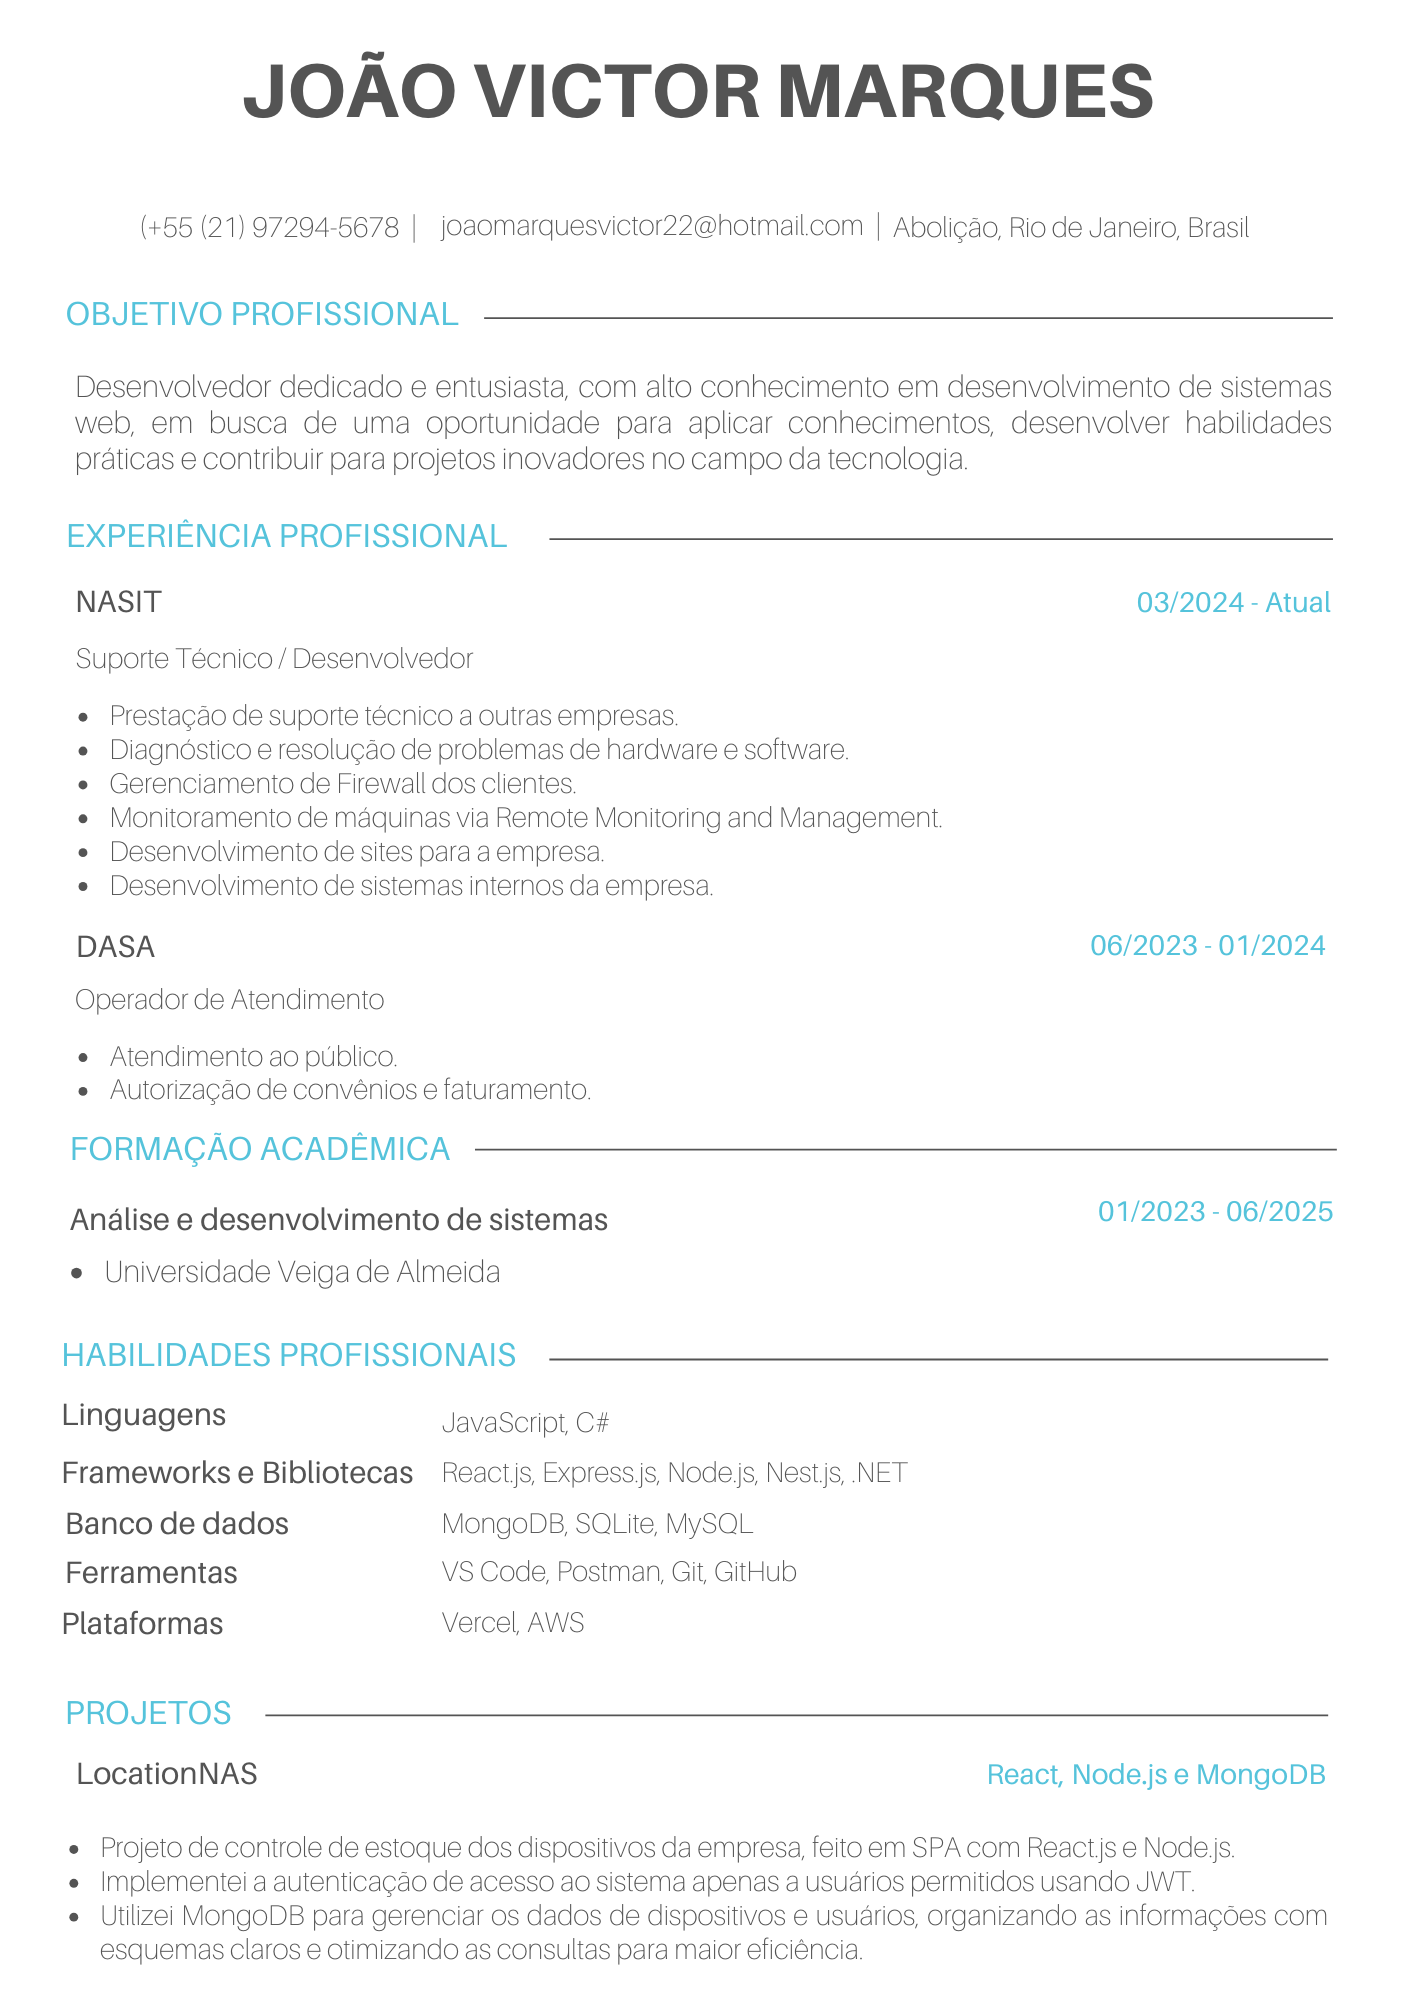 JOÃO VICTOR MARQUES
(+55 (21) 97294-5678 | joaomarquesvictor22@hotmail.com | Abolição, Rio de Janeiro, Brasil
OBJETIVO PROFISSIONAL
Desenvolvedor dedicado e entusiasta, com alto conhecimento em desenvolvimento de sistemas
web, em busca de uma oportunidade para aplicar conhecimentos, desenvolver habilidades
práticas e contribuir para projetos inovadores no campo da tecnologia.
EXPERIÊNCIA PROFISSIONAL
NASIT 03/2024 - Atual
Suporte Técnico / Desenvolvedor
• Prestação de suporte técnico a outras empresas.
• Diagnóstico e resolução de problemas de hardware e software.
• Gerenciamento de Firewall dos clientes.
• Monitoramento de máquinas via Remote Monitoring and Management.
• Desenvolvimento de sites para a empresa.
• Desenvolvimento de sistemas internos da empresa.
DASA 06/2023 - 01/2024
Operador de Atendimento
• Atendimento ao público.
• Autorização de convênios e faturamento.
FORMAÇÃO ACADÊMICA
Análise e desenvolvimento de sistemas 01/2023 - 06/2025
• Universidade Veiga de Almeida
HABILIDADES PROFISSIONAIS
Linguagens JavaScript, C#
Frameworks e Bibliotecas React.js, Express.js, Node.js, Nest.js, .NET
Banco de dados MongoDB, SQLite, MySQL
Ferramentas VS Code, Postman, Git, GitHub
Plataformas Vercel, AWS
PROJETOS
LocationNAS React, Node.js e MongoDB
• Projeto de controle de estoque dos dispositivos da empresa, feito em SPA com React.js e Node.js.
• Implementei a autenticação de acesso ao sistema apenas a usuários permitidos usando JWT.
• Utilizei MongoDB para gerenciar os dados de dispositivos e usuários, organizando as informações com
esquemas claros e otimizando as consultas para maior eficiência.